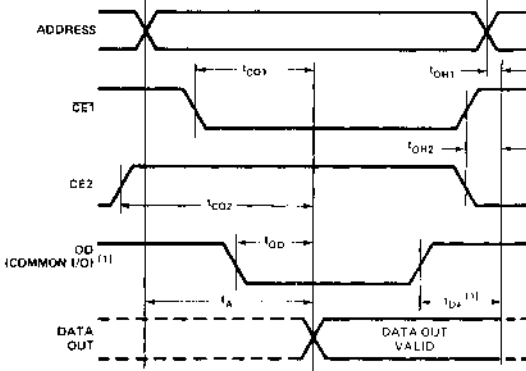 ADDRESS
tCO1
tOH1
CE1
tOH2
CE2
tCO2
OD
(COMMON I/O)[1]
tOD
tA
tDF[1]
DATA
OUT
DATA OUT
VALID